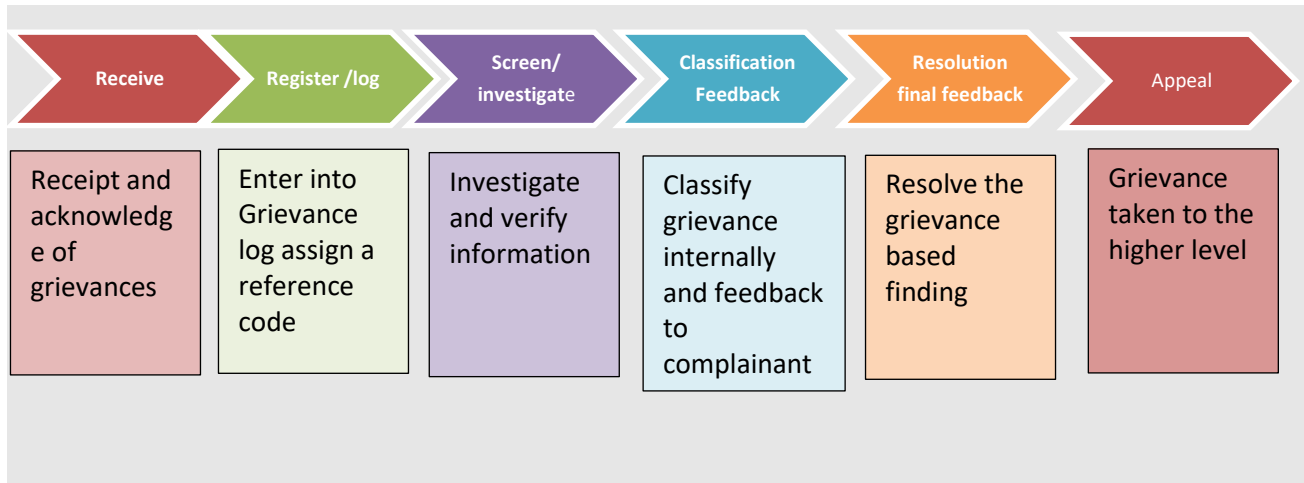 Receive
Register /log
Screen/
investigate
Classification
Feedback
Resolution
final feedback
Appeal
Receipt and
acknowledg
e of
grievances
Enter into
Grievance
log assign a
reference
code
Investigate
and verify
information
Classify
grievance
internally
and feedback
to
complainant
Resolve the
grievance
based
finding
Grievance
taken to the
higher level